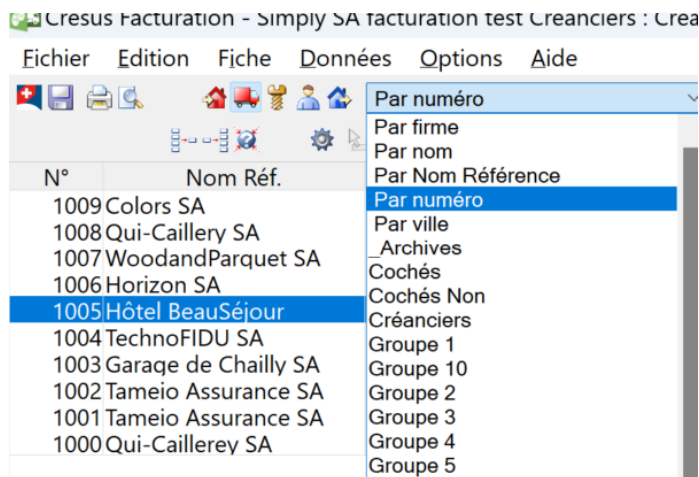 Cresus Facturation - Simply SA facturation test Créanciers : Créa
Fichier Edition Fiche Données Options Aide
Par numéro
Par firme
Par nom
Par Nom Référence
Par numéro
Par ville
_Archives
Cochés
Cochés Non
Créanciers
Groupe 1
Groupe 10
Groupe 2
Groupe 3
Groupe 4
Groupe 5
N° Nom Réf.
1009 Colors SA
1008 Qui-Caillery SA
1007 WoodandParquet SA
1006 Horizon SA
1005 Hôtel BeauSéjour
1004 TechnoFIDU SA
1003 Garage de Chailly SA
1002 Tameio Assurance SA
1001 Tameio Assurance SA
1000 Qui-Caillerey SA